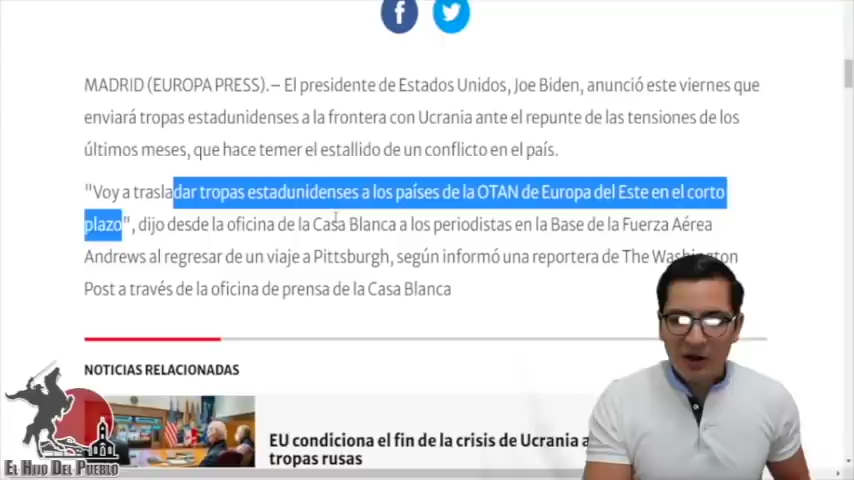 MADRID (EUROPA PRESS).– El presidente de Estados Unidos, Joe Biden, anunció este viernes que
enviará tropas estadunidenses a la frontera con Ucrania ante el repunte de las tensiones de los
últimos meses, que hace temer el estallido de un conflicto en el país.
"Voy a trasladar tropas estadunidenses a los países de la OTAN de Europa del Este en el corto
plazo", dijo desde la oficina de la Casa Blanca a los periodistas en la Base de la Fuerza Aérea
Andrews al regresar de un viaje a Pittsburgh, según informó una reportera de The Washington
Post a través de la oficina de prensa de la Casa Blanca
NOTICIAS RELACIONADAS
EU condiciona el fin de la crisis de Ucrania a
tropas rusas
EL HIJO DEL PUEBLO